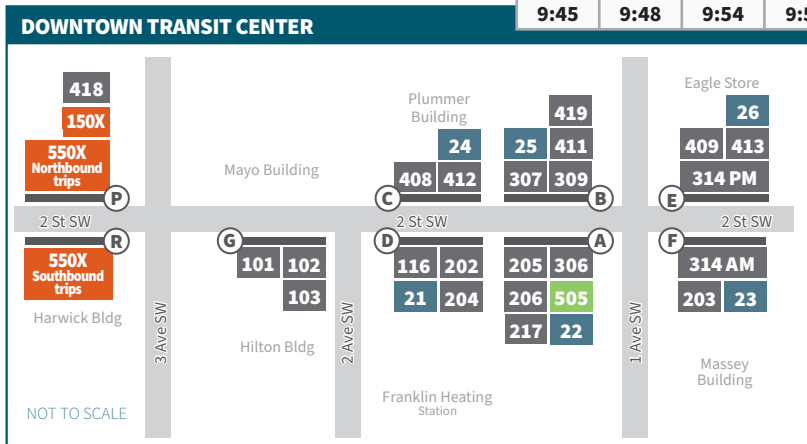 9:45 9:48 9:54
DOWNTOWN TRANSIT CENTER
418
150X
550X
Northbound
trips
P
2 St SW
R
550X
Southbound
trips
Harwick Bldg
3 Ave SW
Mayo Building
G
101 102
103
Hilton Bldg
2 Ave SW
Plummer
Building
24
408 412
C
2 St SW
D
116 202
21 204
Franklin Heating
Station
419
25 411
307 309
B
A
205 306
206 505
217 22
1 Ave SW
Eagle Store
26
409 413
314 PM
E
2 St SW
F
314 AM
203 23
Massey
Building
NOT TO SCALE